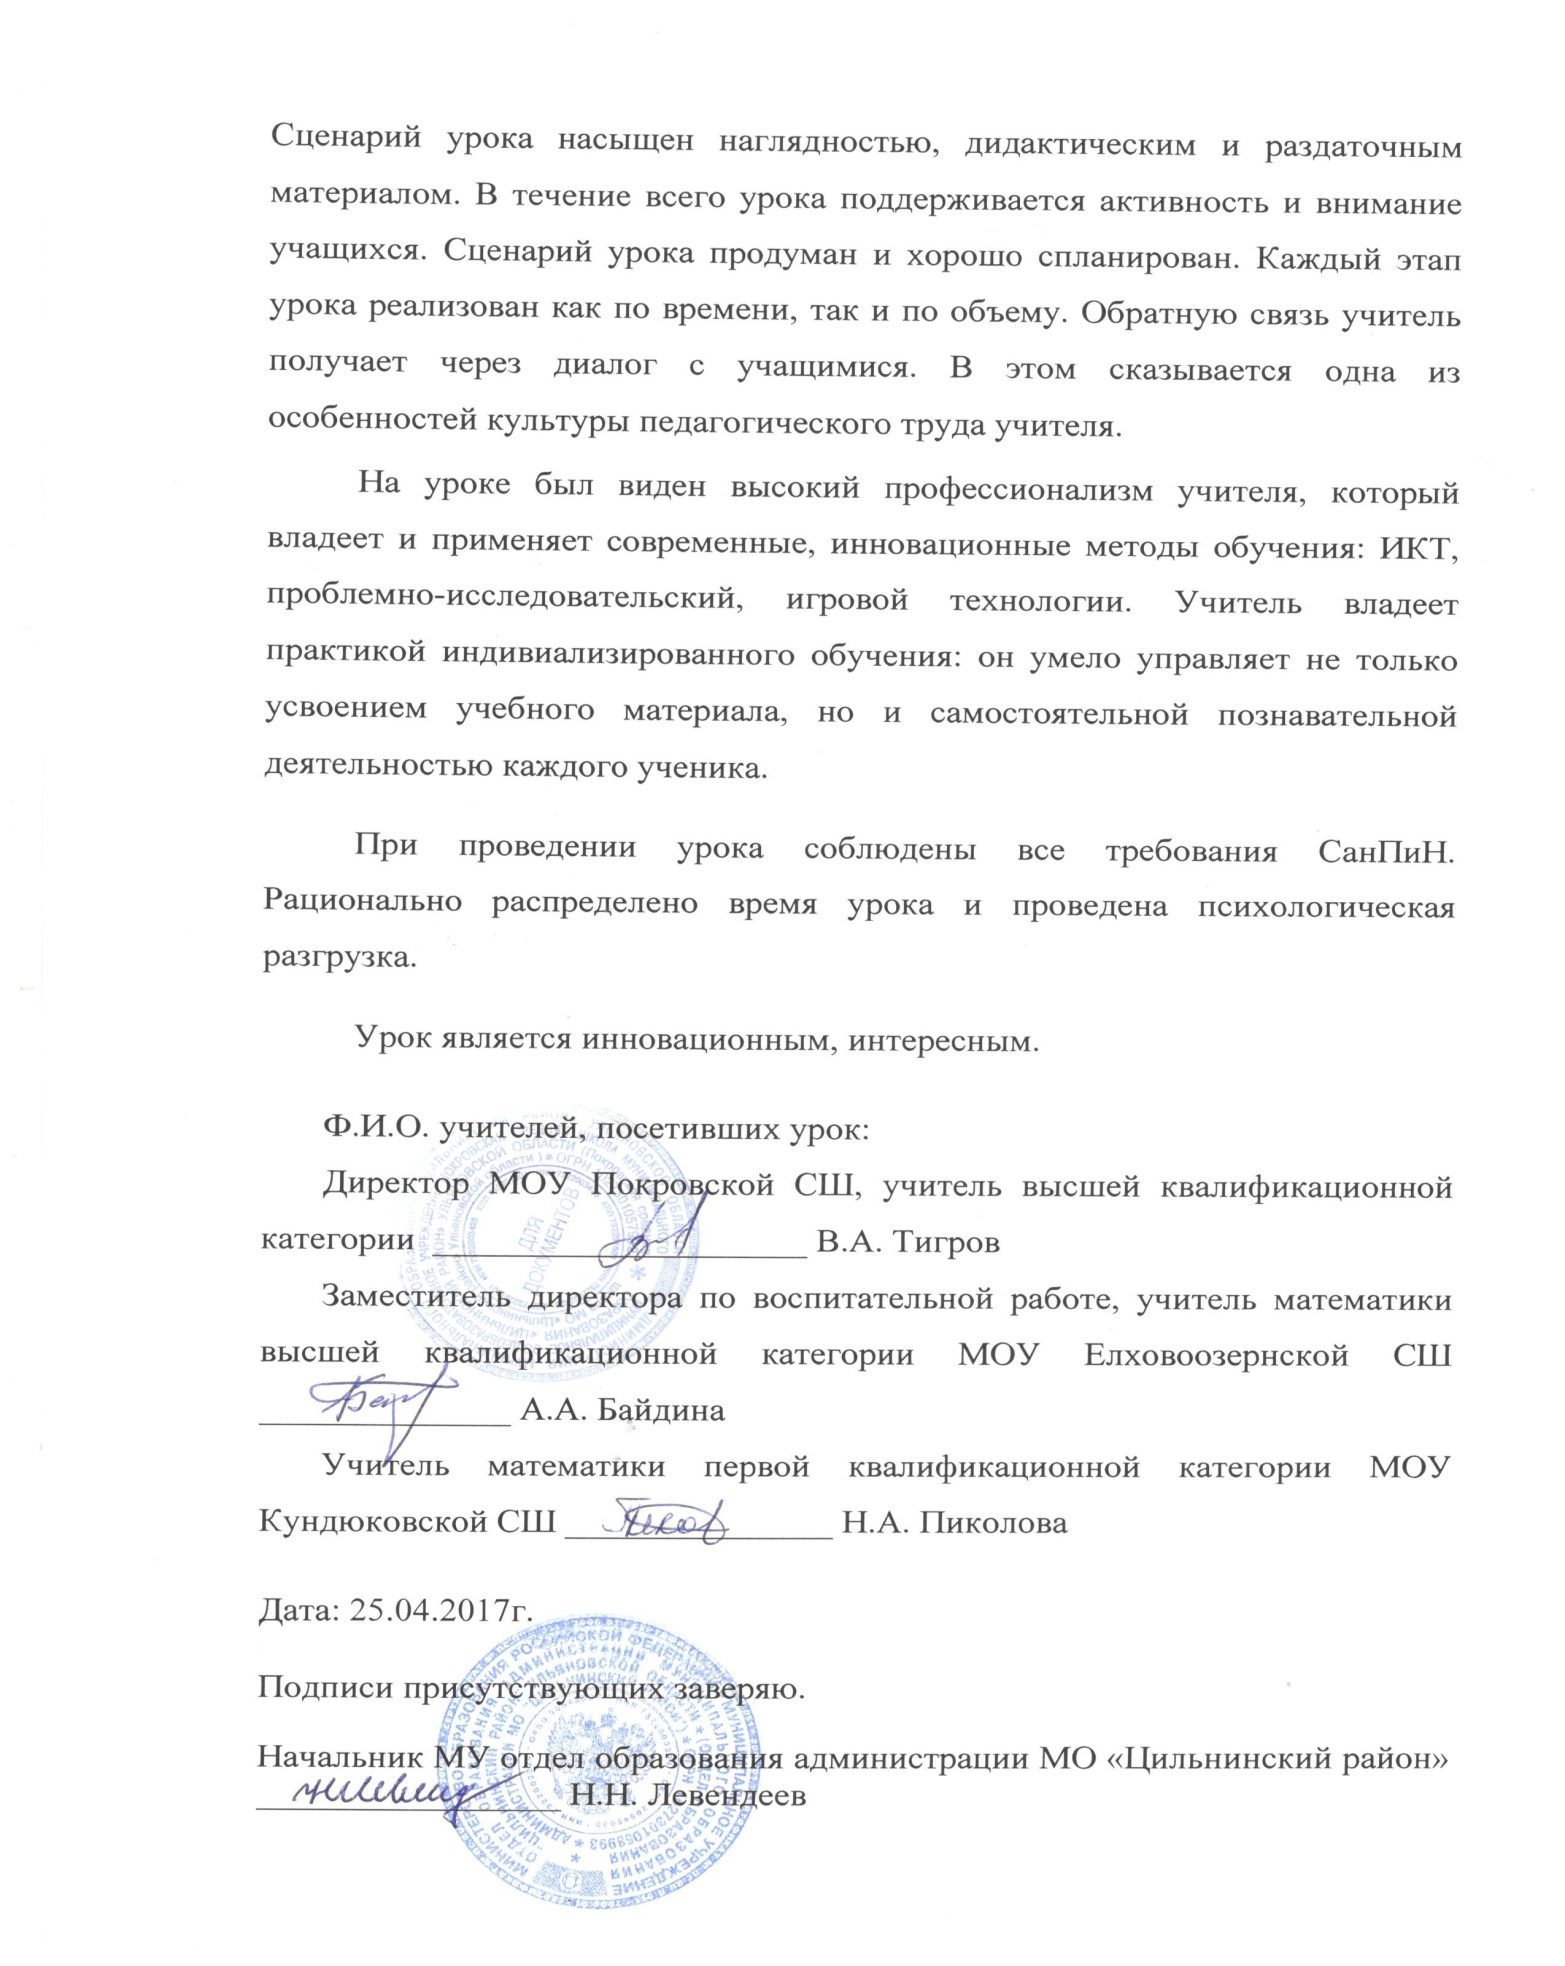 Сценарий урока насыщен наглядностью, дидактическим и раздаточным
материалом. В течение всего урока поддерживается активность и внимание
учащихся. Сценарий урока продуман и хорошо спланирован. Каждый этап
урока реализован как по времени, так и по объему. Обратную связь учитель
получает через диалог с учащимися. В этом сказывается одна из
особенностей культуры педагогического труда учителя.
На уроке был виден высокий профессионализм учителя, который
владеет и применяет современные, инновационные методы обучения: ИКТ,
проблемно-исследовательский, игровой технологии. Учитель владеет
практикой индивиализированного обучения: он умело управляет не только
усвоением учебного материала, но и самостоятельной познавательной
деятельностью каждого ученика.
При проведении урока соблюдены все требования СанПиН.
Рационально распределено время урока и проведена психологическая
разгрузка.
Урок является инновационным, интересным.
Ф.И.О. учителей, посетивших урок:
Директор МОУ Покровской СШ, учитель высшей квалификационной
категории ______________________ В.А. Тигров
ДЛЯ
ДОКУМЕНТОВ
Заместитель директора по воспитательной работе, учитель математики
высшей квалификационной категории МОУ Елховоозернской СШ
_______________ А.А. Байдина
Учитель математики первой квалификационной категории МОУ
Кундюковской СШ ________________ Н.А. Пиколова
Дата: 25.04.2017г.
Подписи присутствующих заверяю.
Начальник МУ отдел образования администрации МО «Цильнинский район»
__________________ Н.Н. Левендеев